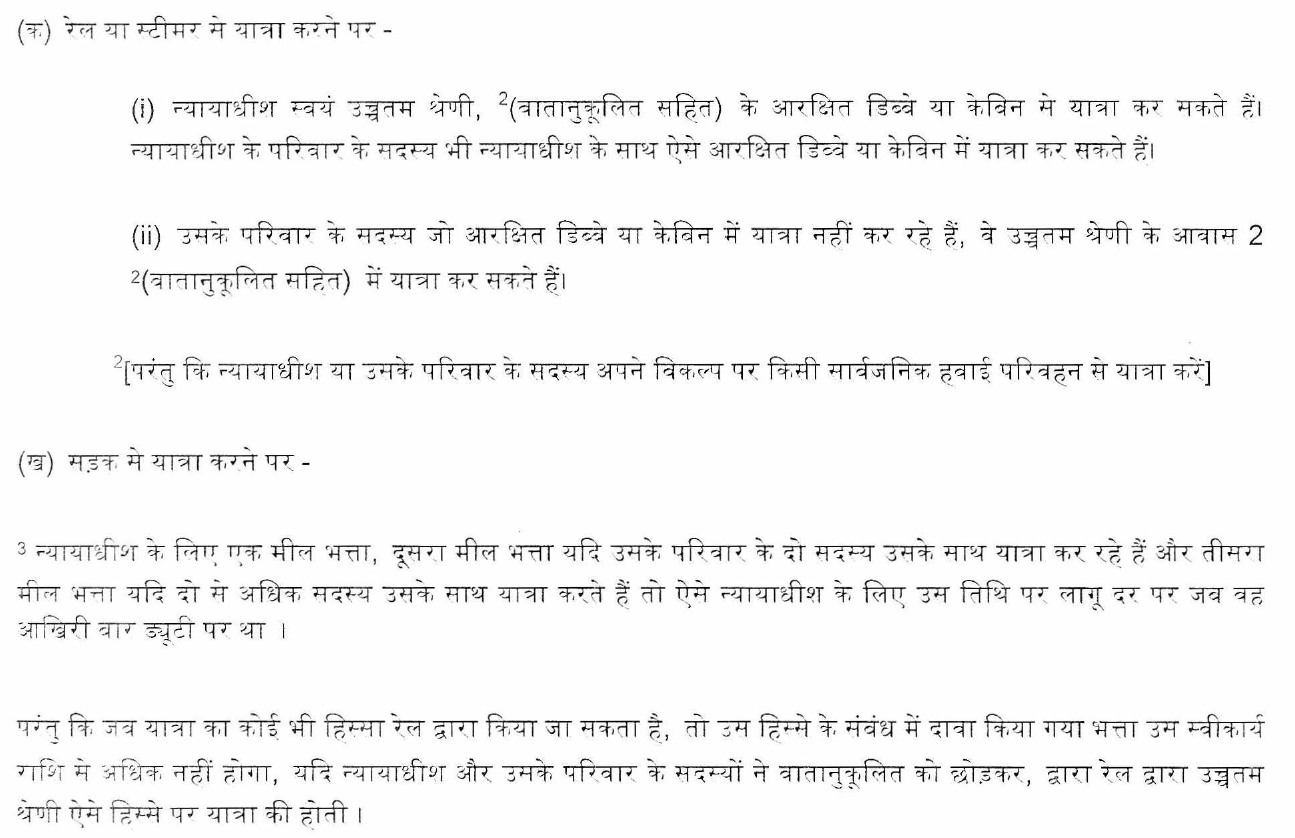 (क) रेल या स्टीमर से यात्रा करने पर -
(i) न्यायाधीश स्वयं उच्चतम श्रेणी, ²(वातानुकूलित सहित) के आरक्षित डिब्बे या केबिन से यात्रा कर सकते हैं।
न्यायाधीश के परिवार के सदस्य भी न्यायाधीश के साथ ऐसे आरक्षित डिब्बे या केबिन में यात्रा कर सकते हैं।
(ii) उसके परिवार के सदस्य जो आरक्षित डिब्बे या केबिन में यात्रा नहीं कर रहे हैं, वे उच्चतम श्रेणी के आवास 2
²(वातानुकूलित सहित) में यात्रा कर सकते हैं।
²[परंतु कि न्यायाधीश या उसके परिवार के सदस्य अपने विकल्प पर किसी सार्वजनिक हवाई परिवहन से यात्रा करें]
(ख) सड़क से यात्रा करने पर -
³ न्यायाधीश के लिए एक मील भत्ता, दूसरा मील भत्ता यदि उसके परिवार के दो सदस्य उसके साथ यात्रा कर रहे हैं और तीसरा
मील भत्ता यदि दो से अधिक सदस्य उसके साथ यात्रा करते हैं तो ऐसे न्यायाधीश के लिए उस तिथि पर लागू दर पर जब वह
आखिरी बार ड्यूटी पर था ।
परंतु कि जब यात्रा का कोई भी हिस्सा रेल द्वारा किया जा सकता है, तो उस हिस्से के संबंध में दावा किया गया भत्ता उस स्वीकार्य
राशि से अधिक नहीं होगा, यदि न्यायाधीश और उसके परिवार के सदस्यों ने वातानुकूलित को छोड़कर, द्वारा रेल द्वारा उच्चतम
श्रेणी ऐसे हिस्से पर यात्रा की होती ।